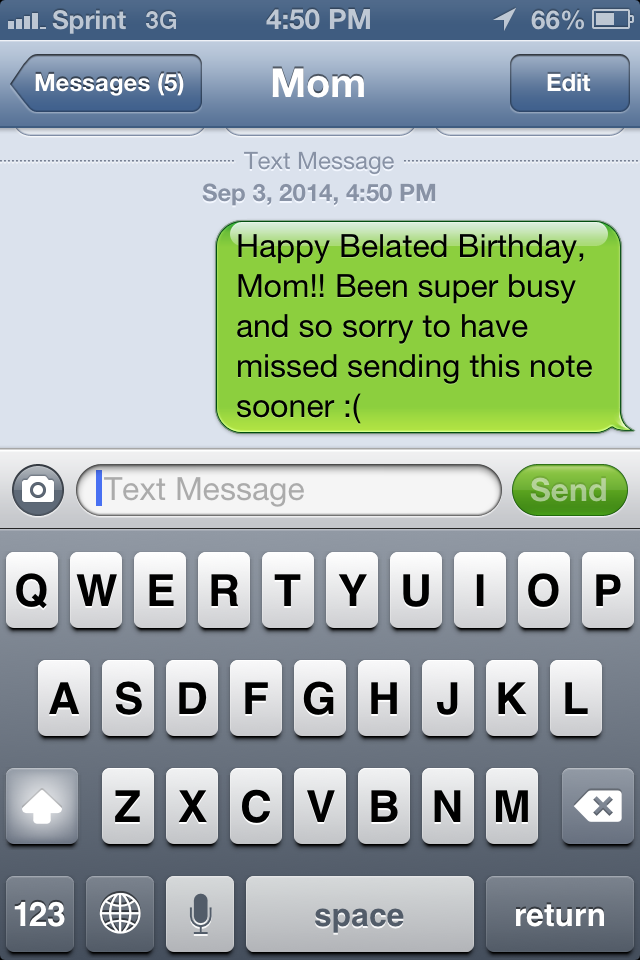 Sprint 3G 4:50 PM 66%
Messages (5) Mom Edit
Text Message
Sep 3, 2014, 4:50 PM
Happy Belated Birthday,
Mom!! Been super busy
and so sorry to have
missed sending this note
sooner :(
Text Message Send
Q W E R T Y U I O P
A S D F G H J K L
Z X C V B N M
123 space return